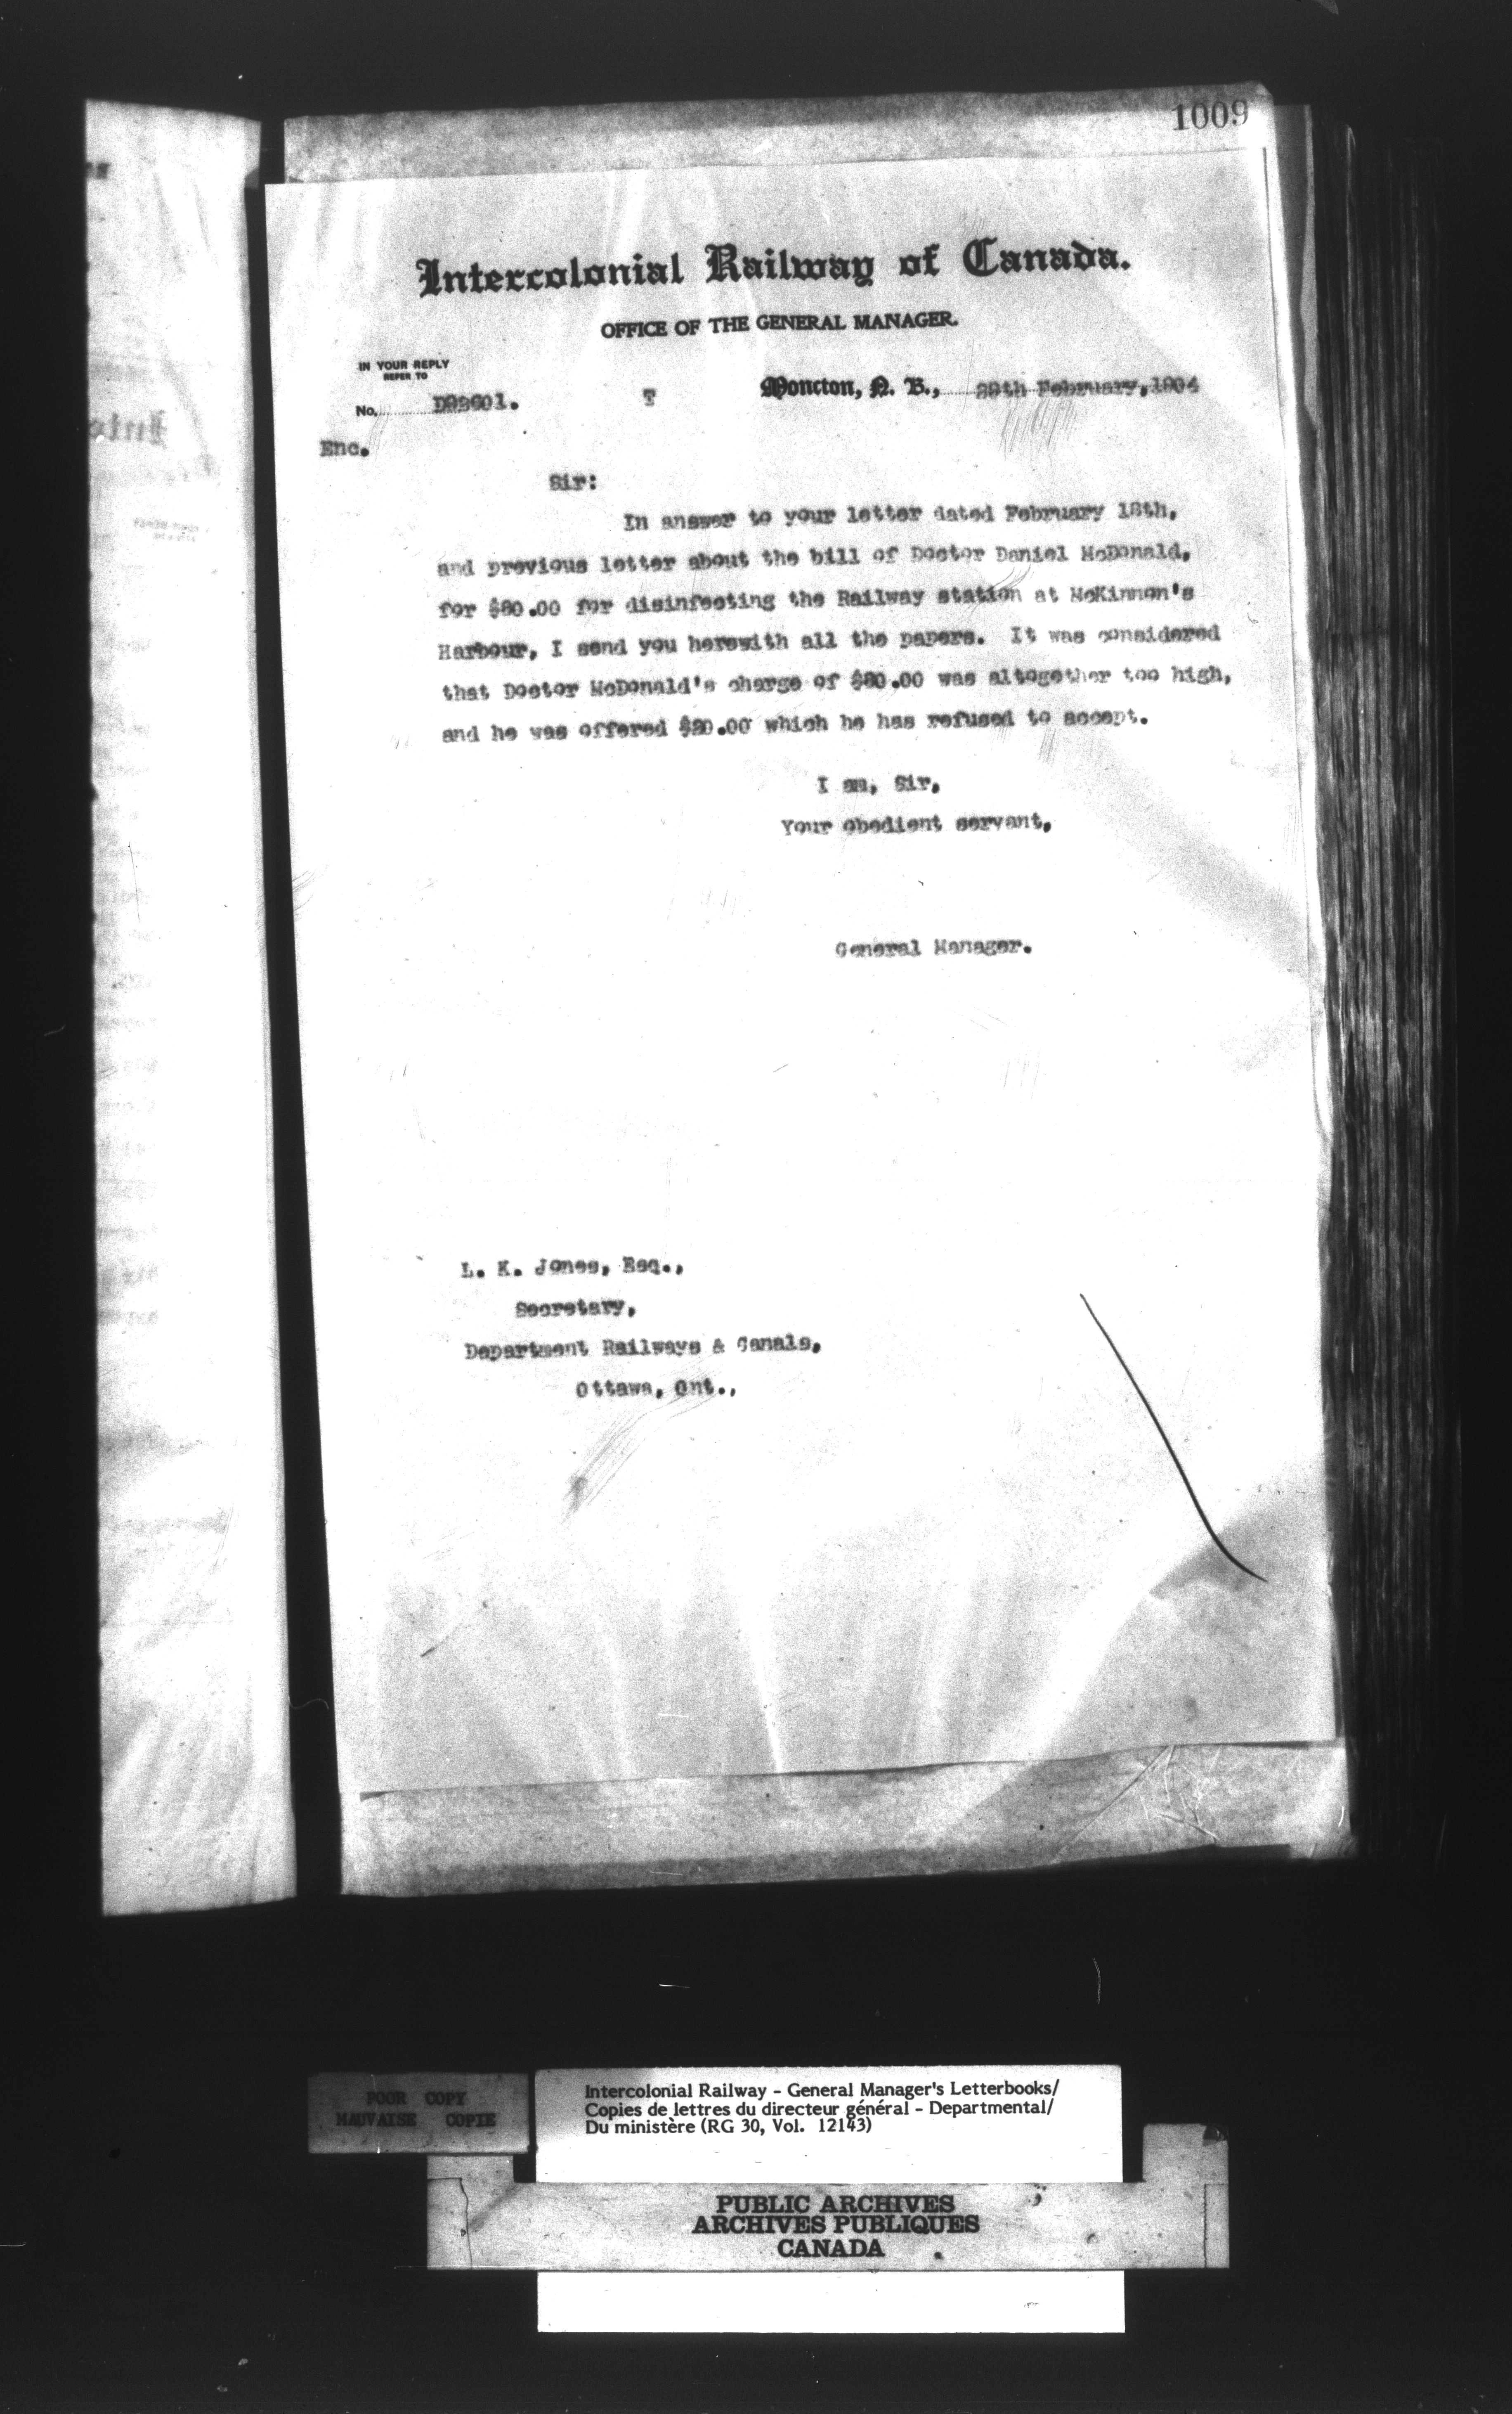 1009
Intercolonial Railway of Canada.
OFFICE OF THE GENERAL MANAGER.
IN YOUR REPLY
REFER TO
No. T Moncton, N. B., 29th February, 1904
Enc.
Sir:
In answer to your letter dated February 18th,
and previous letter about the bill of Doctor Daniel McDonald,
for $80.00 for disinfecting the Railway station at McKinnon's
Harbour, I send you herewith all the papers. It was considered
that Doctor McDonald's charge of $80.00 was altogether too high,
and he was offered $20.00 which he has refused to accept.
I am, Sir,
Your obedient servant,
General Manager.
L. K. Jones, Esq.,
Secretary,
Department Railways & Canals,
Ottawa, Ont.,
POOR COPY
MAUVAISE COPIE
Intercolonial Railway - General Manager's Letterbooks/
Copies de lettres du directeur général - Departmental/
Du ministère (RG 30, Vol. 12143)
PUBLIC ARCHIVES
ARCHIVES PUBLIQUES
CANADA